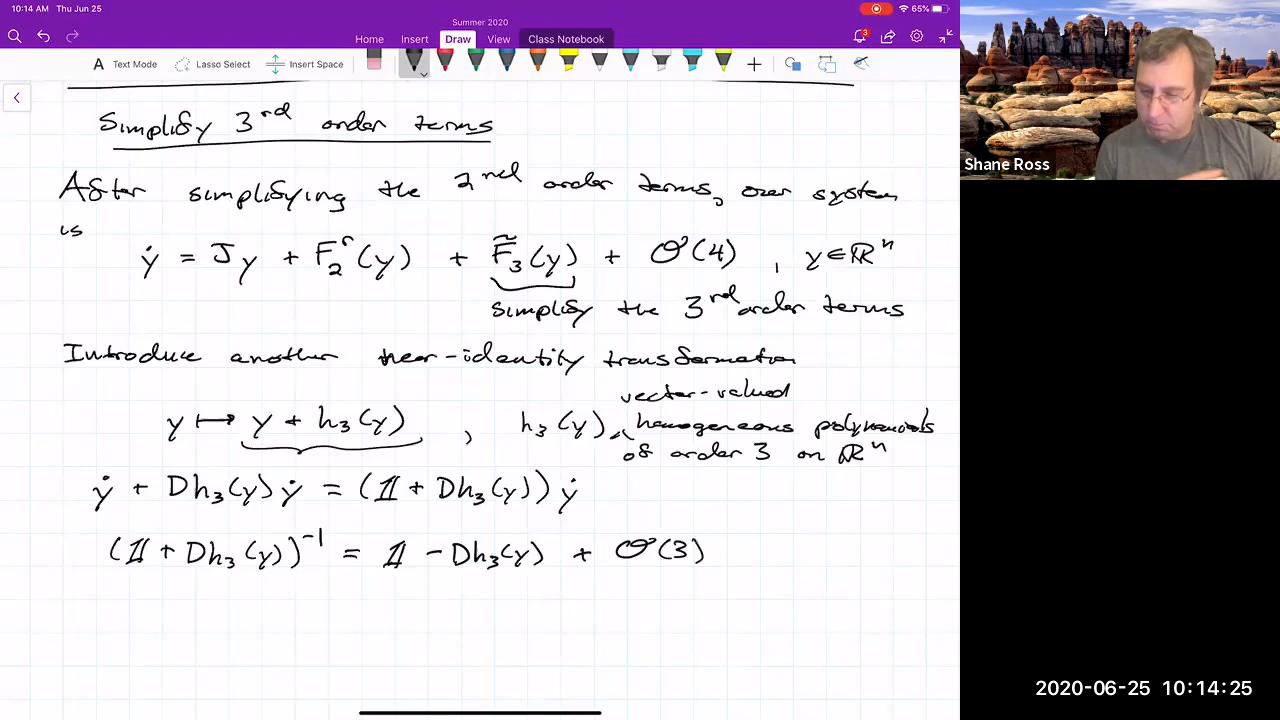 10:14 AM Thu Jun 25
65%
Summer 2020
Home Insert Draw View Class Notebook
3
Text Mode Lasso Select Insert Space
Simplify 3rd order terms
After simplifying the 2nd order terms, our system
is
ẏ = Jy + F₂ʳ(y) + F̃₃(y) + O(4) , y ∈ ℝⁿ
simplify the 3rd order terms
Introduce another near-identity transformation
y ↦ y + h₃(y) , h₃(y) vector-valued
homogeneous polynomials
of order 3 on ℝⁿ
ẏ + Dh₃(y) ẏ = (𝟙 + Dh₃(y)) ẏ
(𝟙 + Dh₃(y))⁻¹ = 𝟙 - Dh₃(y) + O(3)
Shane Ross
2020-06-25 10:14:25